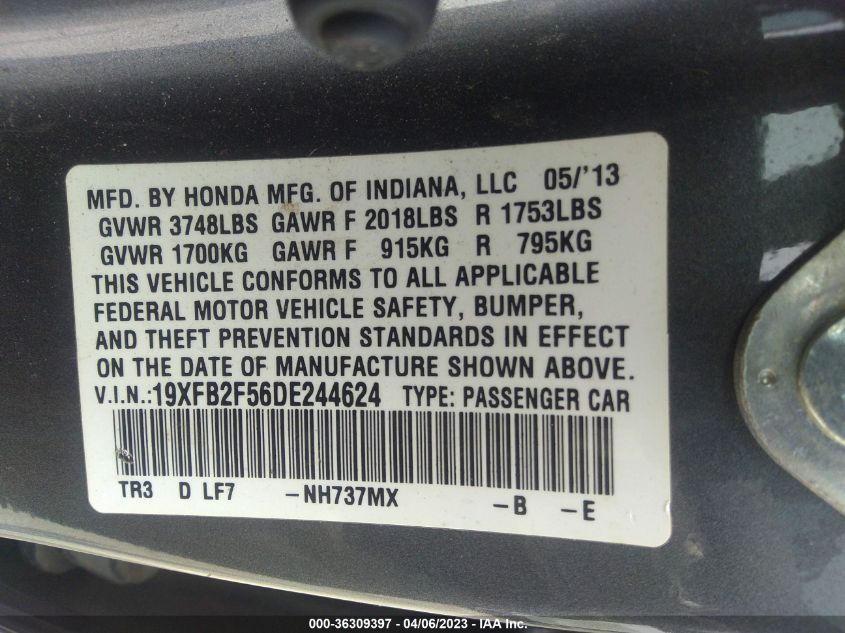 MFD. BY HONDA MFG. OF INDIANA, LLC 05/'13
GVWR 3748LBS GAWR F 2018LBS R 1753LBS
GVWR 1700KG GAWR F 915KG R 795KG
THIS VEHICLE CONFORMS TO ALL APPLICABLE
FEDERAL MOTOR VEHICLE SAFETY, BUMPER,
AND THEFT PREVENTION STANDARDS IN EFFECT
ON THE DATE OF MANUFACTURE SHOWN ABOVE.
V.I.N.:19XFB2F56DE244624 TYPE: PASSENGER CAR
TR3 D LF7 -NH737MX -B -E
000-36309397 - 04/06/2023 - IAA Inc.